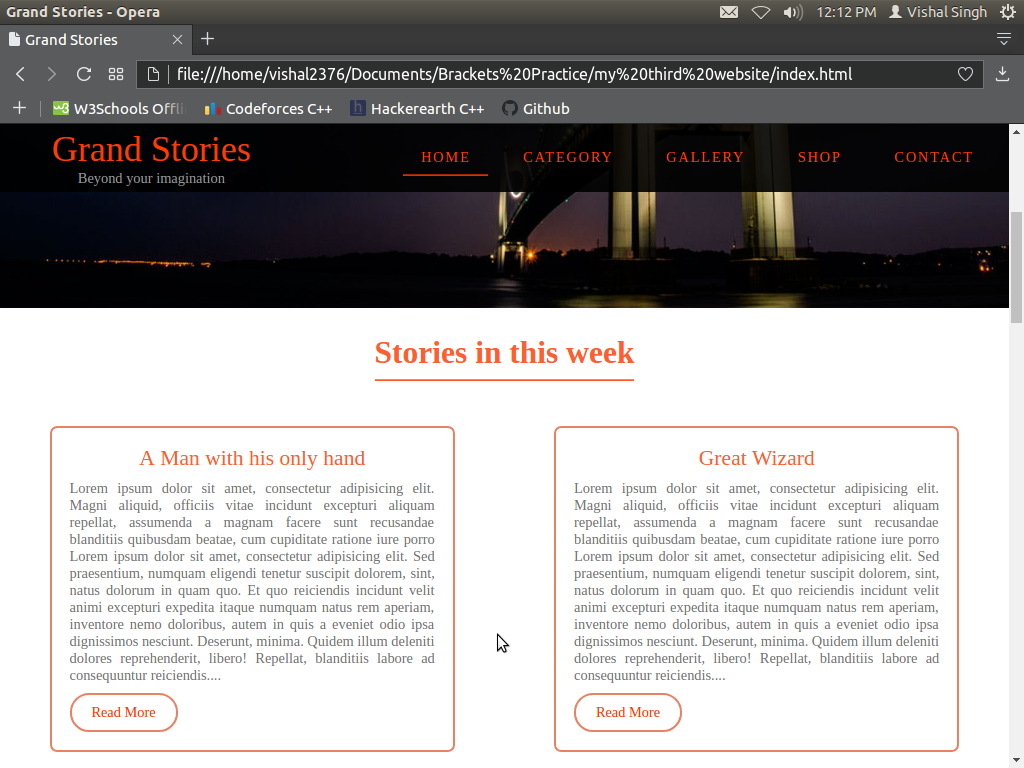 Grand Stories - Opera
12:12 PM Vishal Singh
Grand Stories
file:///home/vishal2376/Documents/Brackets%20Practice/my%20third%20website/index.html
W3Schools Offli Codeforces C++ Hackerearth C++ Github
Grand Stories
Beyond your imagination
HOME CATEGORY GALLERY SHOP CONTACT
Stories in this week
A Man with his only hand
Lorem ipsum dolor sit amet, consectetur adipisicing elit.
Magni aliquid, officiis vitae incidunt excepturi aliquam
repellat, assumenda a magnam facere sunt recusandae
blanditiis quibusdam beatae, cum cupiditate ratione iure porro
Lorem ipsum dolor sit amet, consectetur adipisicing elit. Sed
praesentium, numquam eligendi tenetur suscipit dolorem, sint,
natus dolorum in quam quo. Et quo reiciendis incidunt velit
animi excepturi expedita itaque numquam natus rem aperiam,
inventore nemo doloribus, autem in quis a eveniet odio ipsa
dignissimos nesciunt. Deserunt, minima. Quidem illum deleniti
dolores reprehenderit, libero! Repellat, blanditiis labore ad
consequuntur reiciendis....
Read More
Great Wizard
Lorem ipsum dolor sit amet, consectetur adipisicing elit.
Magni aliquid, officiis vitae incidunt excepturi aliquam
repellat, assumenda a magnam facere sunt recusandae
blanditiis quibusdam beatae, cum cupiditate ratione iure porro
Lorem ipsum dolor sit amet, consectetur adipisicing elit. Sed
praesentium, numquam eligendi tenetur suscipit dolorem, sint,
natus dolorum in quam quo. Et quo reiciendis incidunt velit
animi excepturi expedita itaque numquam natus rem aperiam,
inventore nemo doloribus, autem in quis a eveniet odio ipsa
dignissimos nesciunt. Deserunt, minima. Quidem illum deleniti
dolores reprehenderit, libero! Repellat, blanditiis labore ad
consequuntur reiciendis....
Read More